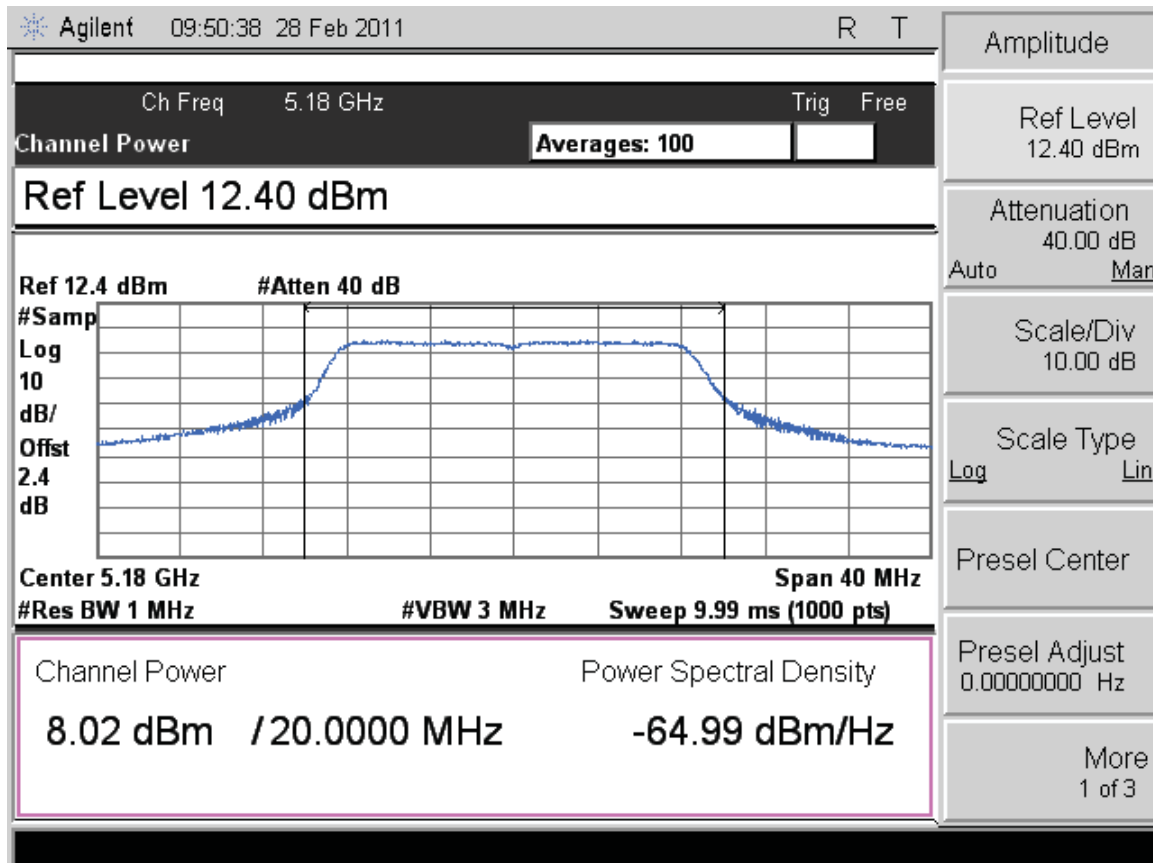 Agilent 09:50:38 28 Feb 2011 R T
Ch Freq 5.18 GHz Trig Free
Channel Power Averages: 100
Ref Level 12.40 dBm
Ref 12.4 dBm #Atten 40 dB
#Samp
Log
10
dB/
Offst
2.4
dB
Center 5.18 GHz Span 40 MHz
#Res BW 1 MHz #VBW 3 MHz Sweep 9.99 ms (1000 pts)
Channel Power Power Spectral Density
8.02 dBm / 20.0000 MHz -64.99 dBm/Hz
Amplitude
Ref Level
12.40 dBm
Attenuation
40.00 dB
Auto Man
Scale/Div
10.00 dB
Scale Type
Log Lin
Presel Center
Presel Adjust
0.00000000 Hz
More
1 of 3